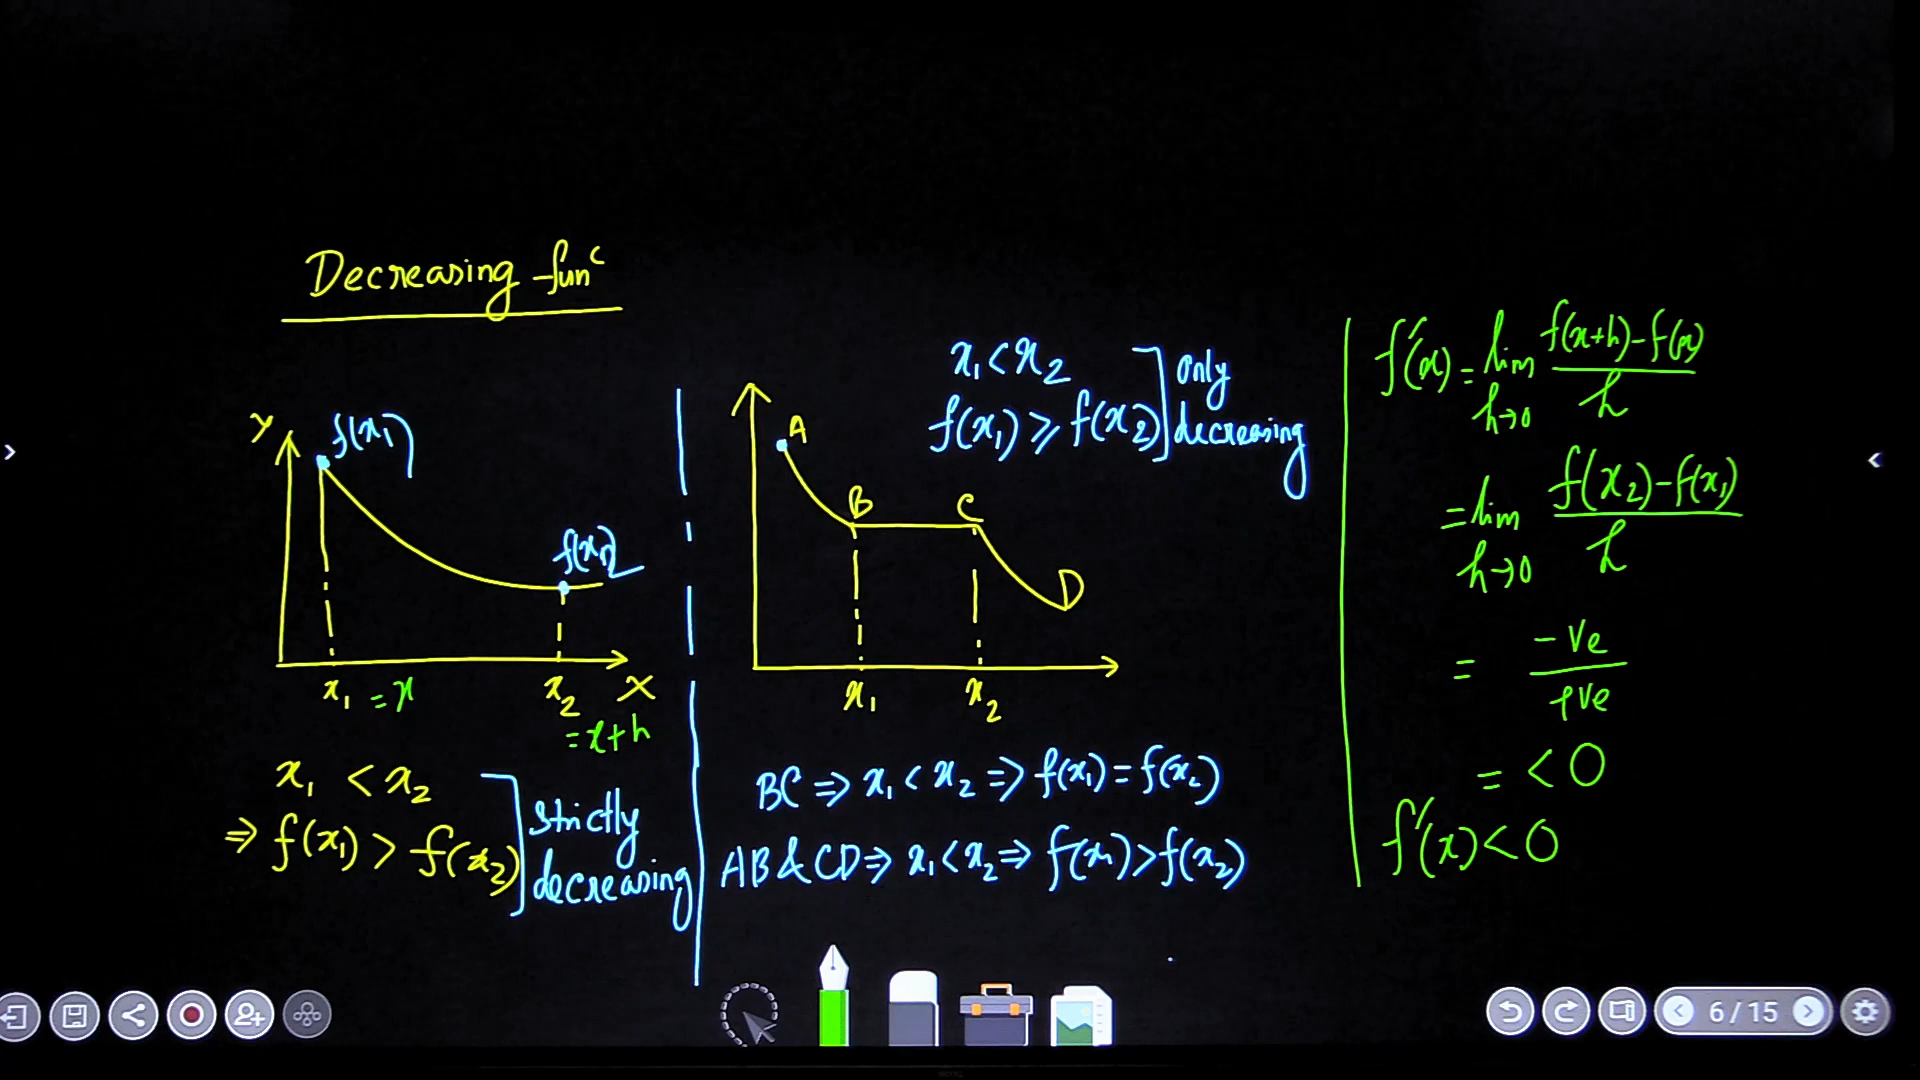 Decreasing funᶜ
Y
f(x₁)
f(x₂)
x₁ = x
x₂ = x+h
X
x₁ < x₂
⇒ f(x₁) > f(x₂)
strictly
decreasing
x₁ < x₂
f(x₁) ⩾ f(x₂)
only
decreasing
A
B
C
D
x₁
x₂
BC ⇒ x₁ < x₂ ⇒ f(x₁) = f(x₂)
AB & CD ⇒ x₁ < x₂ ⇒ f(x₁) > f(x₂)
f′(x) = lim h→0 f(x+h)-f(x) / h
= lim h→0 f(x₂)-f(x₁) / h
= -ve / +ve
= < 0
f′(x) < 0
6 / 15